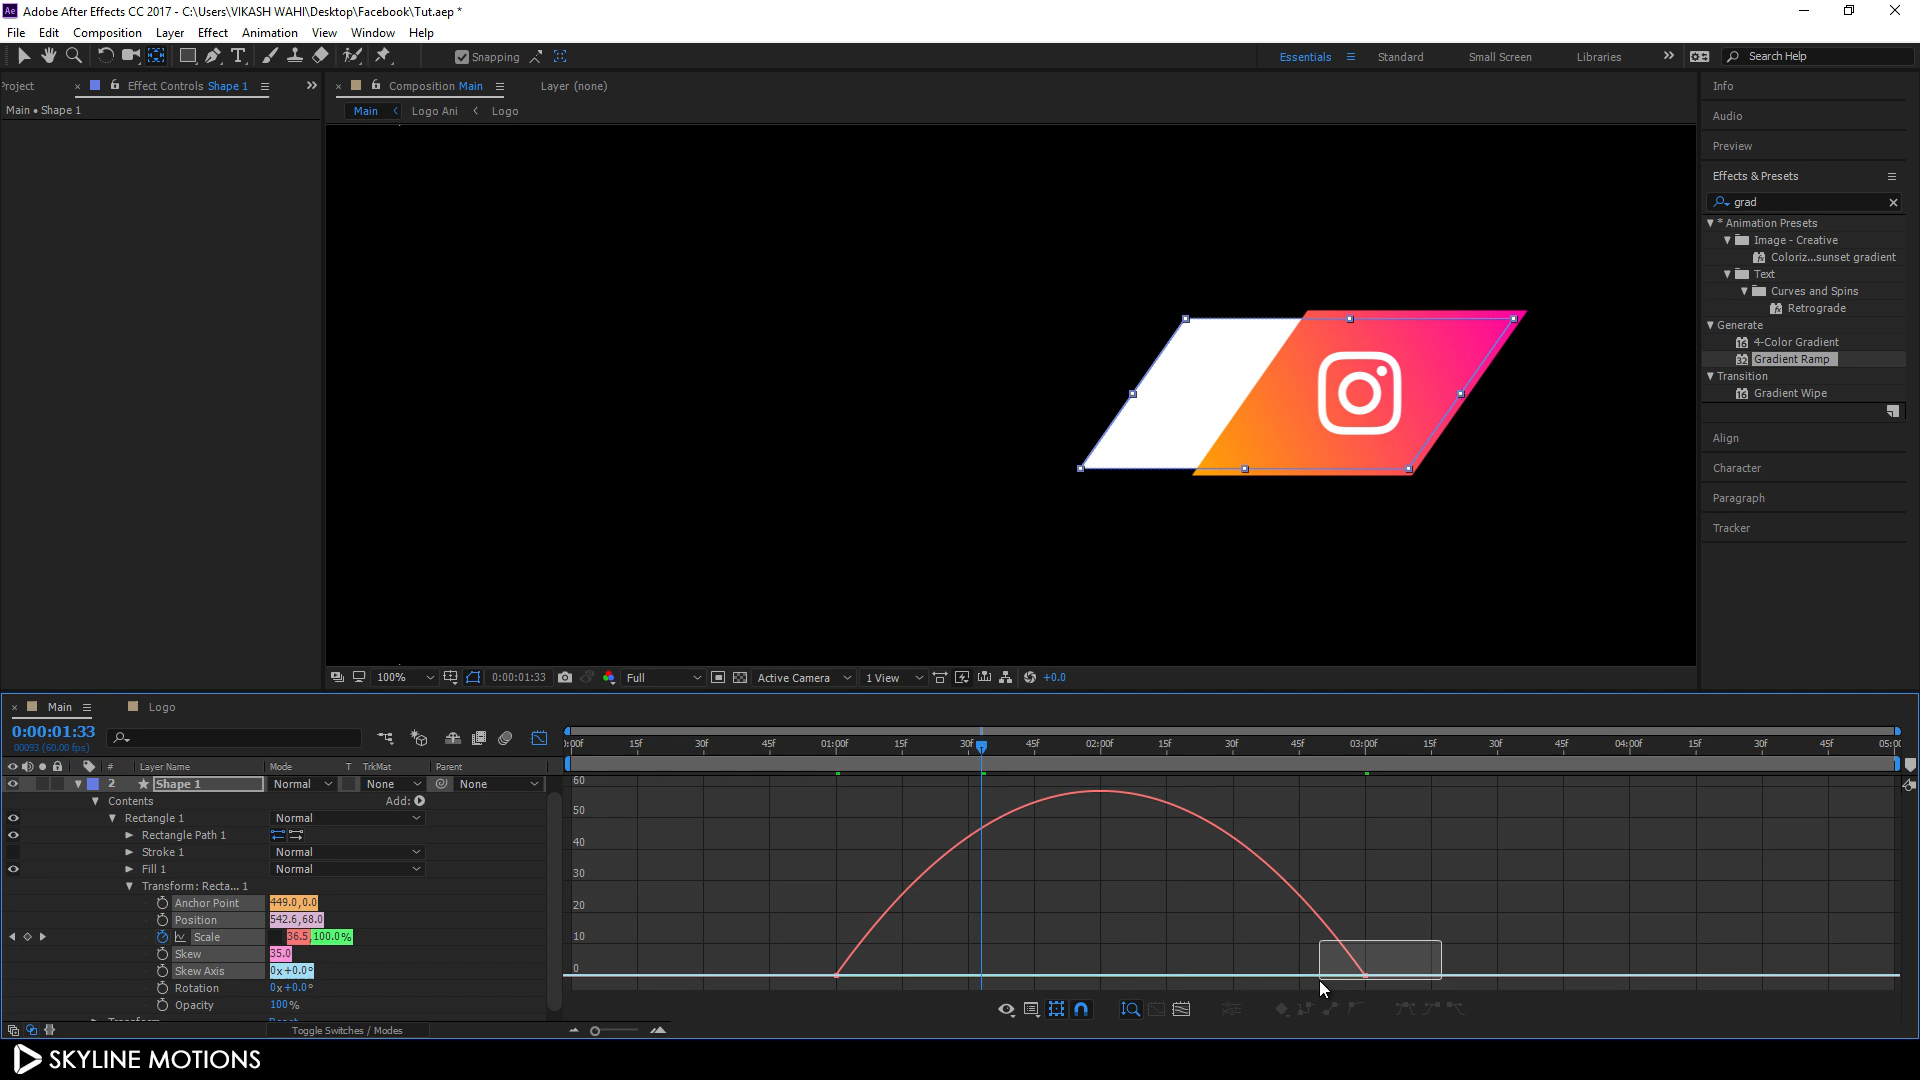 Ae Adobe After Effects CC 2017 - C:\Users\VIKASH WAHI\Desktop\Facebook\Tut.aep *
File Edit Composition Layer Effect Animation View Window Help
Snapping Essentials Standard Small Screen Libraries Search Help
Project Effect Controls Shape 1 Composition Main Layer (none)
Main • Shape 1
Main Logo Ani Logo
Info
Audio
Preview
Effects & Presets
grad
* Animation Presets
Image - Creative
Coloriz...sunset gradient
Text
Curves and Spins
Retrograde
Generate
4-Color Gradient
Gradient Ramp
Transition
Gradient Wipe
Align
Character
Paragraph
Tracker
100% 0:00:01:33 Full Active Camera 1 View +0.0
Main Logo
0:00:01:33
00093 (60.00 fps)
:00f 15f 30f 45f 01:00f 15f 30f 45f 02:00f 15f 30f 45f 03:00f 15f 30f 45f 04:00f 15f 30f 45f 05:00
# Layer Name Mode T TrkMat Parent
2 Shape 1 Normal None None
Contents Add:
Rectangle 1 Normal
Rectangle Path 1
Stroke 1 Normal
Fill 1 Normal
Transform: Recta... 1
Anchor Point 449.0,0.0
Position 542.6,68.0
Scale 36.5,100.0%
Skew 35.0
Skew Axis 0x+0.0°
Rotation 0x+0.0°
Opacity 100%
60
50
40
30
20
10
0
Toggle Switches / Modes
SKYLINE MOTIONS